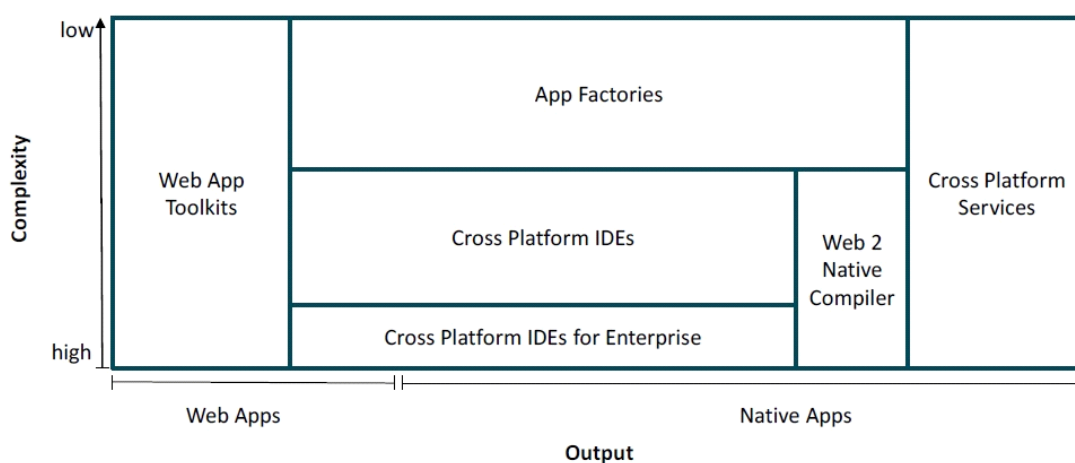 low
App Factories
Complexity
Web App
Toolkits
Cross Platform
Services
Cross Platform IDEs
Web 2
Native
Compiler
Cross Platform IDEs for Enterprise
high
Web Apps
Native Apps
Output